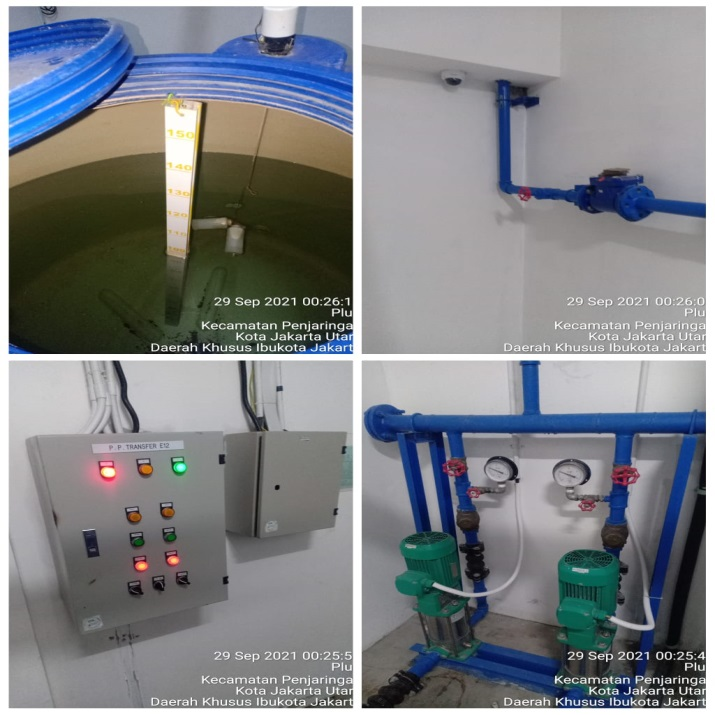 150
140
130
120
110
100
29 Sep 2021 00:26:1
Plu
Kecamatan Penjaringa
Kota Jakarta Utar
Daerah Khusus Ibukota Jakart
29 Sep 2021 00:26:0
Plu
Kecamatan Penjaringa
Kota Jakarta Utar
Daerah Khusus Ibukota Jakart
P.P.TRANSFER E12
29 Sep 2021 00:25:5
Plu
Kecamatan Penjaringa
Kota Jakarta Utar
Daerah Khusus Ibukota Jakart
29 Sep 2021 00:25:4
Plu
Kecamatan Penjaringa
Kota Jakarta Utar
Daerah Khusus Ibukota Jakart